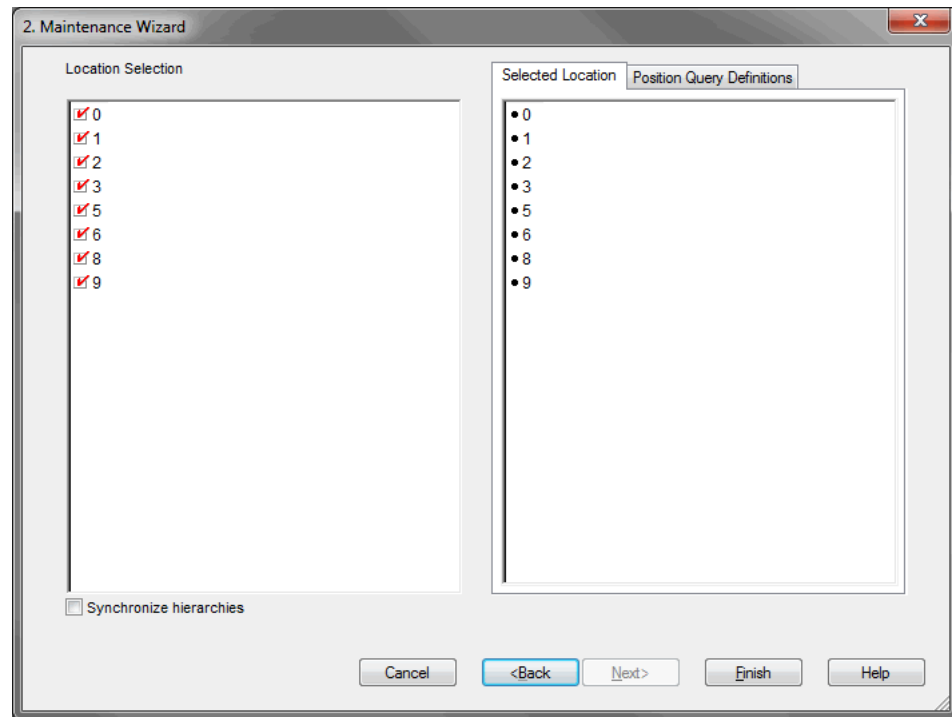 2. Maintenance Wizard
Location Selection
0
1
2
3
5
6
8
9
Synchronize hierarchies
Selected Location
Position Query Definitions
• 0
• 1
• 2
• 3
• 5
• 6
• 8
• 9
Cancel
<Back
Next>
Finish
Help